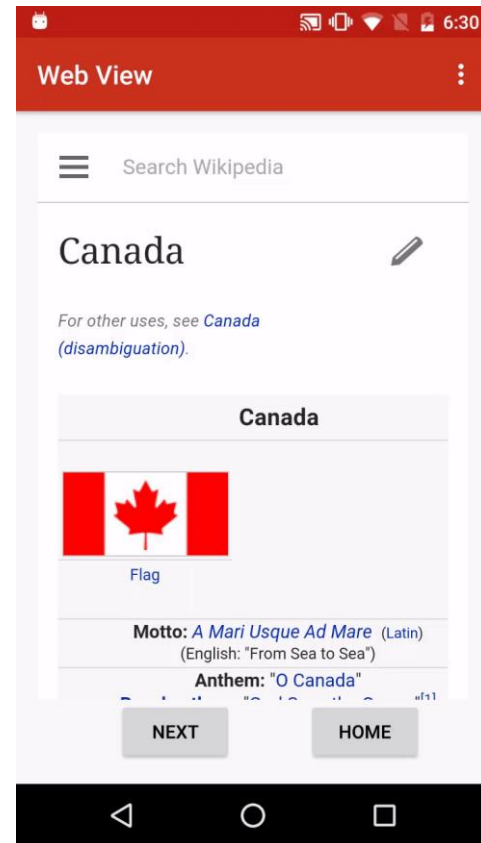 6:30
Web View
Search Wikipedia
Canada
For other uses, see Canada
(disambiguation).
Canada
Flag
Motto: A Mari Usque Ad Mare (Latin)
(English: "From Sea to Sea")
Anthem: "O Canada"
NEXT HOME